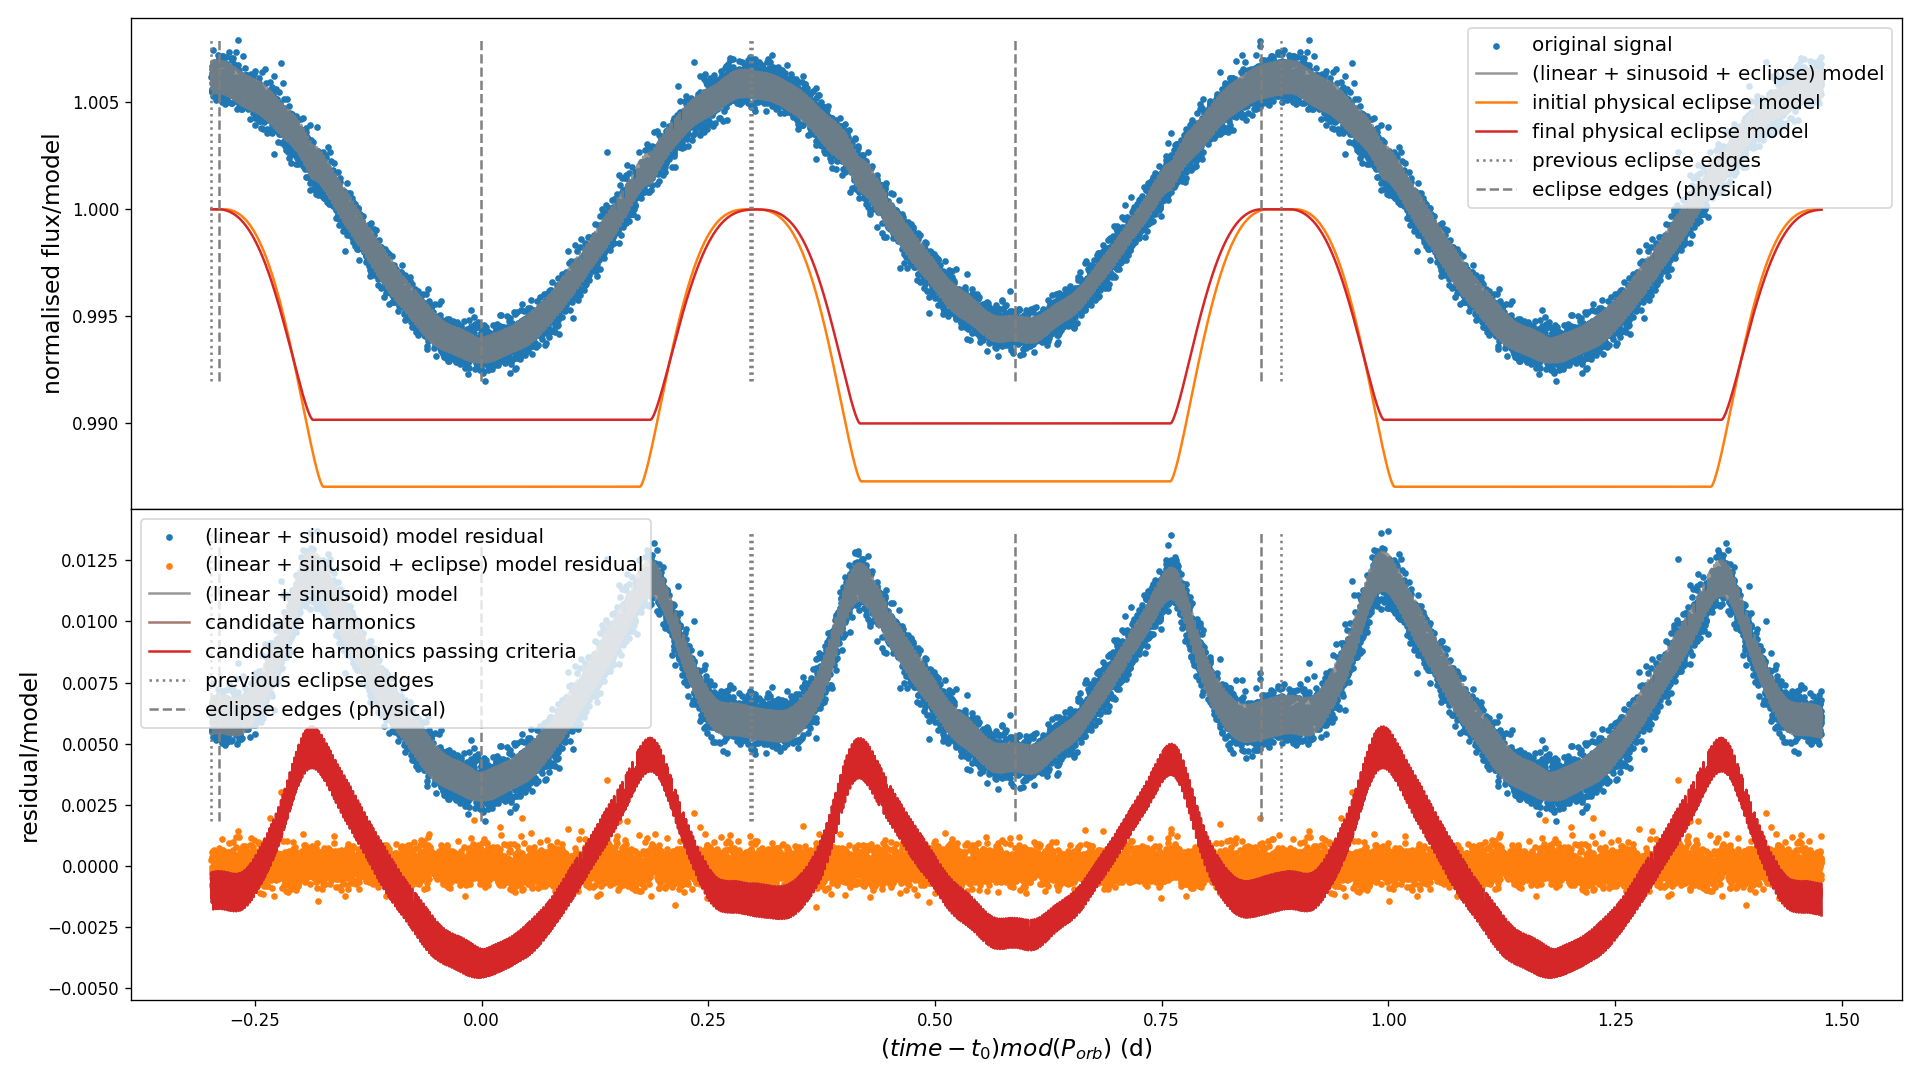 normalised flux/model
1.005
1.000
0.995
0.990
original signal
(linear + sinusoid + eclipse) model
initial physical eclipse model
final physical eclipse model
previous eclipse edges
eclipse edges (physical)
residual/model
0.0125
0.0100
0.0075
0.0050
0.0025
0.0000
−0.0025
−0.0050
(linear + sinusoid) model residual
(linear + sinusoid + eclipse) model residual
(linear + sinusoid) model
candidate harmonics
candidate harmonics passing criteria
previous eclipse edges
eclipse edges (physical)
−0.25 0.00 0.25 0.50 0.75 1.00 1.25 1.50
(time − t₀)mod(Pₒᵣb) (d)